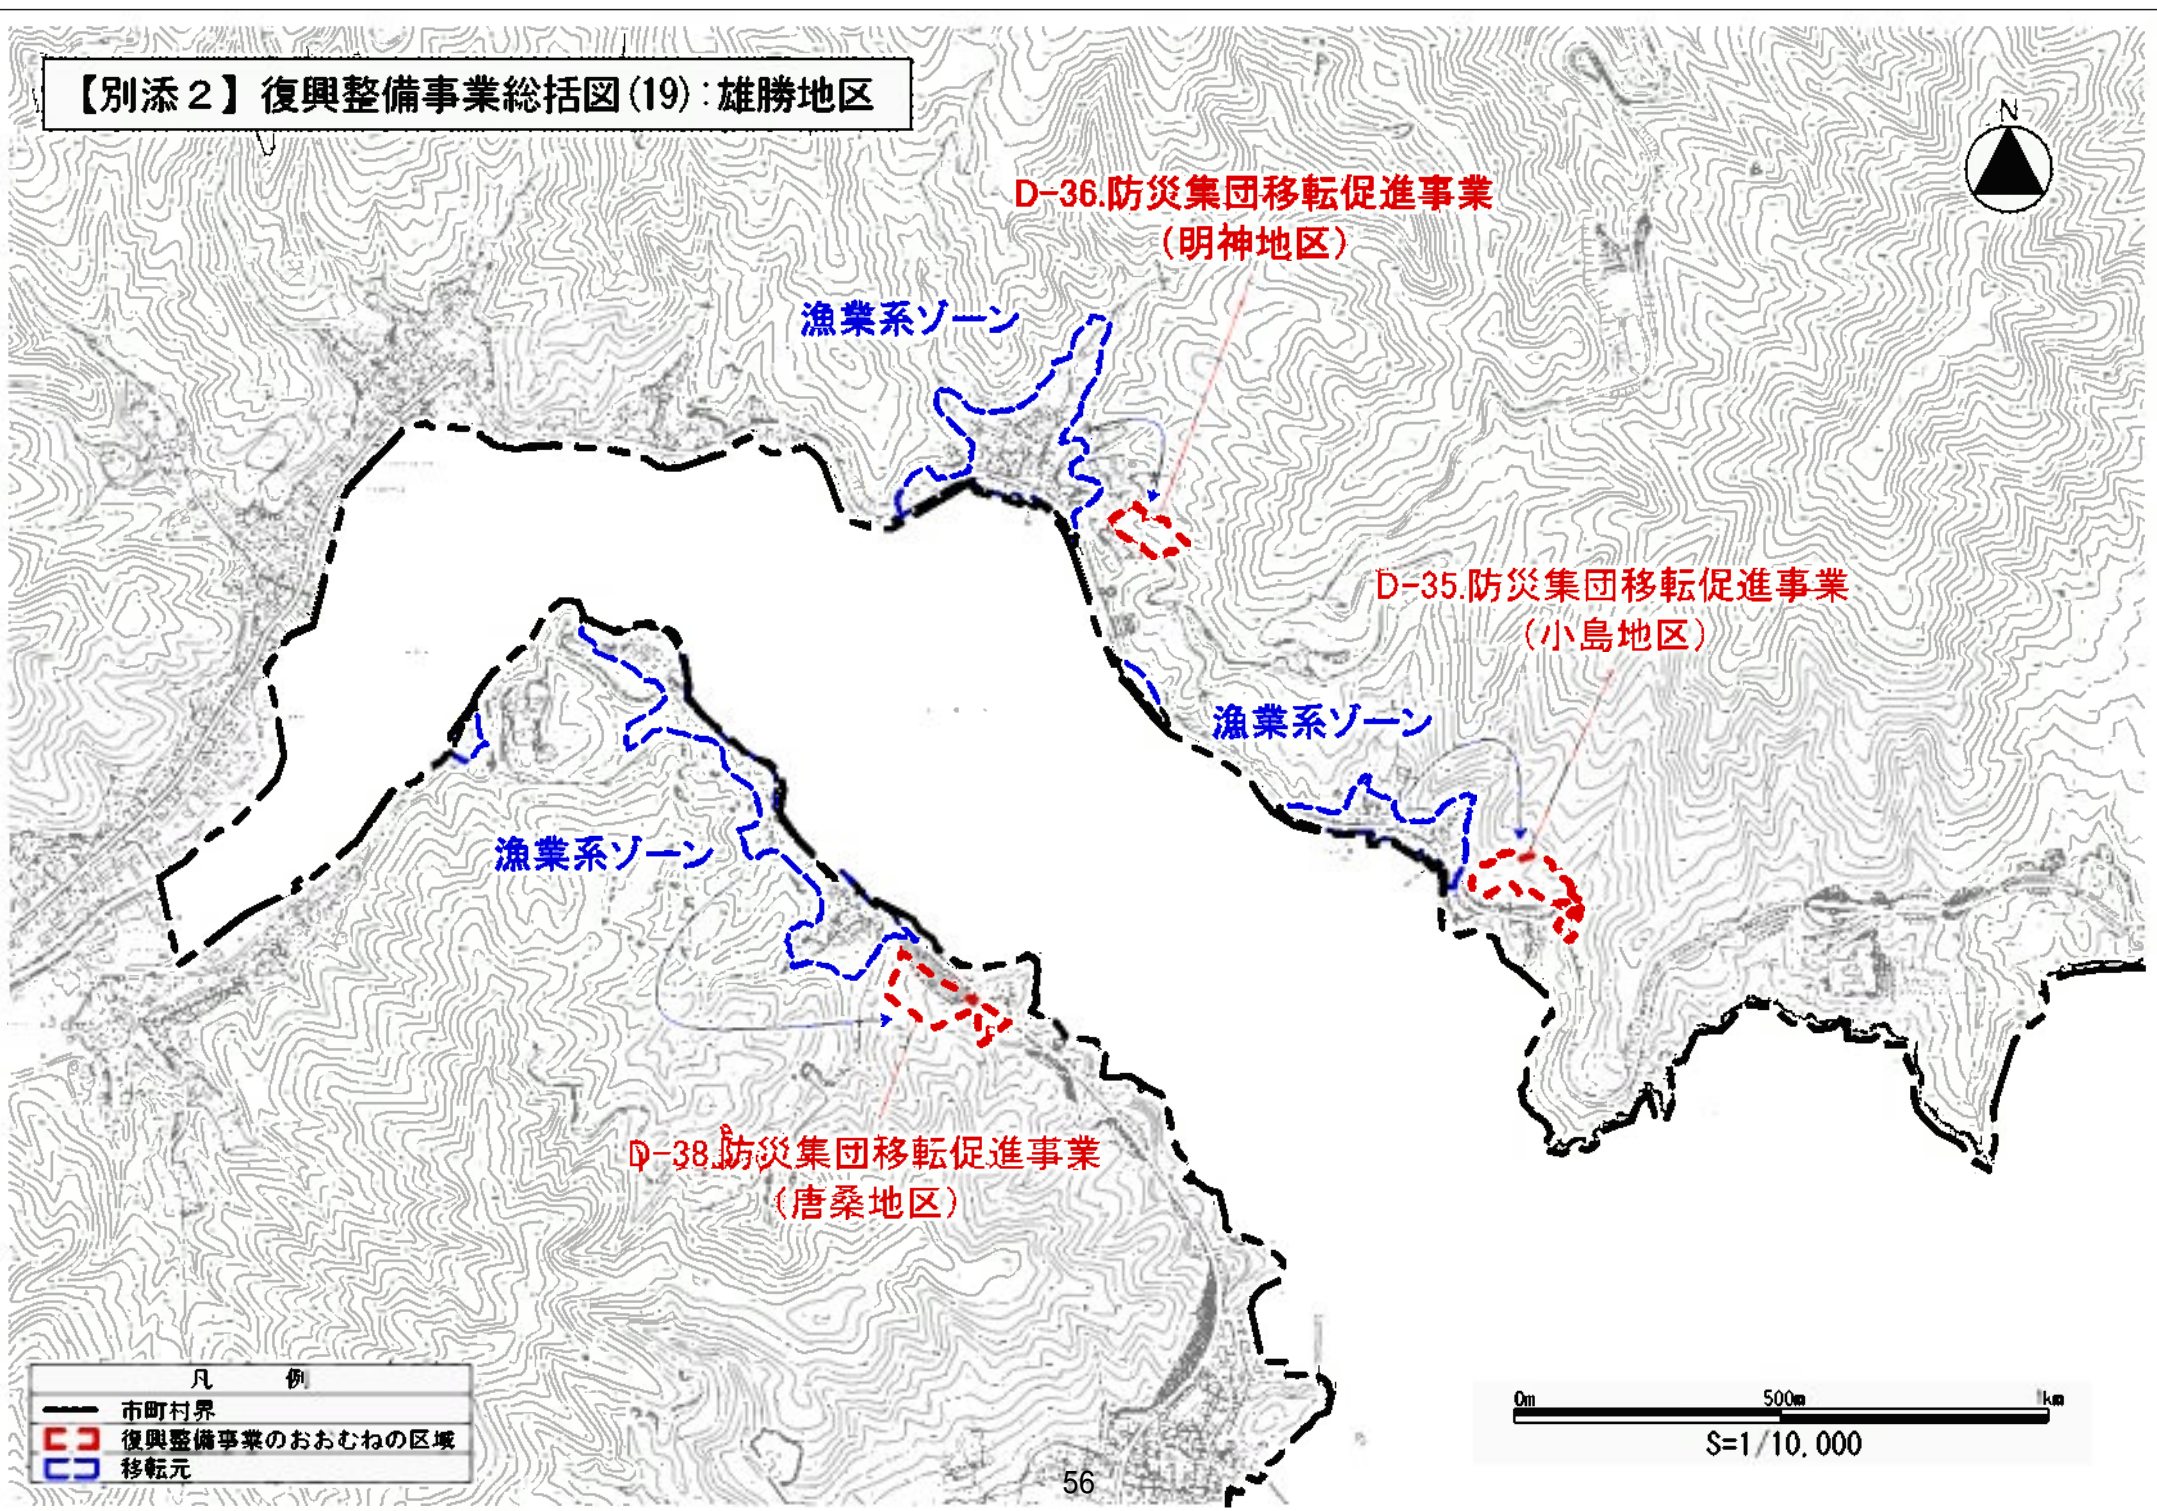 【別添２】復興整備事業総括図(19):雄勝地区
N
D-36.防災集団移転促進事業
(明神地区)
漁業系ゾーン
D-35.防災集団移転促進事業
(小島地区)
漁業系ゾーン
漁業系ゾーン
D-38.防災集団移転促進事業
(唐桑地区)
凡 例
市町村界
復興整備事業のおおむねの区域
移転元
0m 500m 1km
S=1/10,000
56